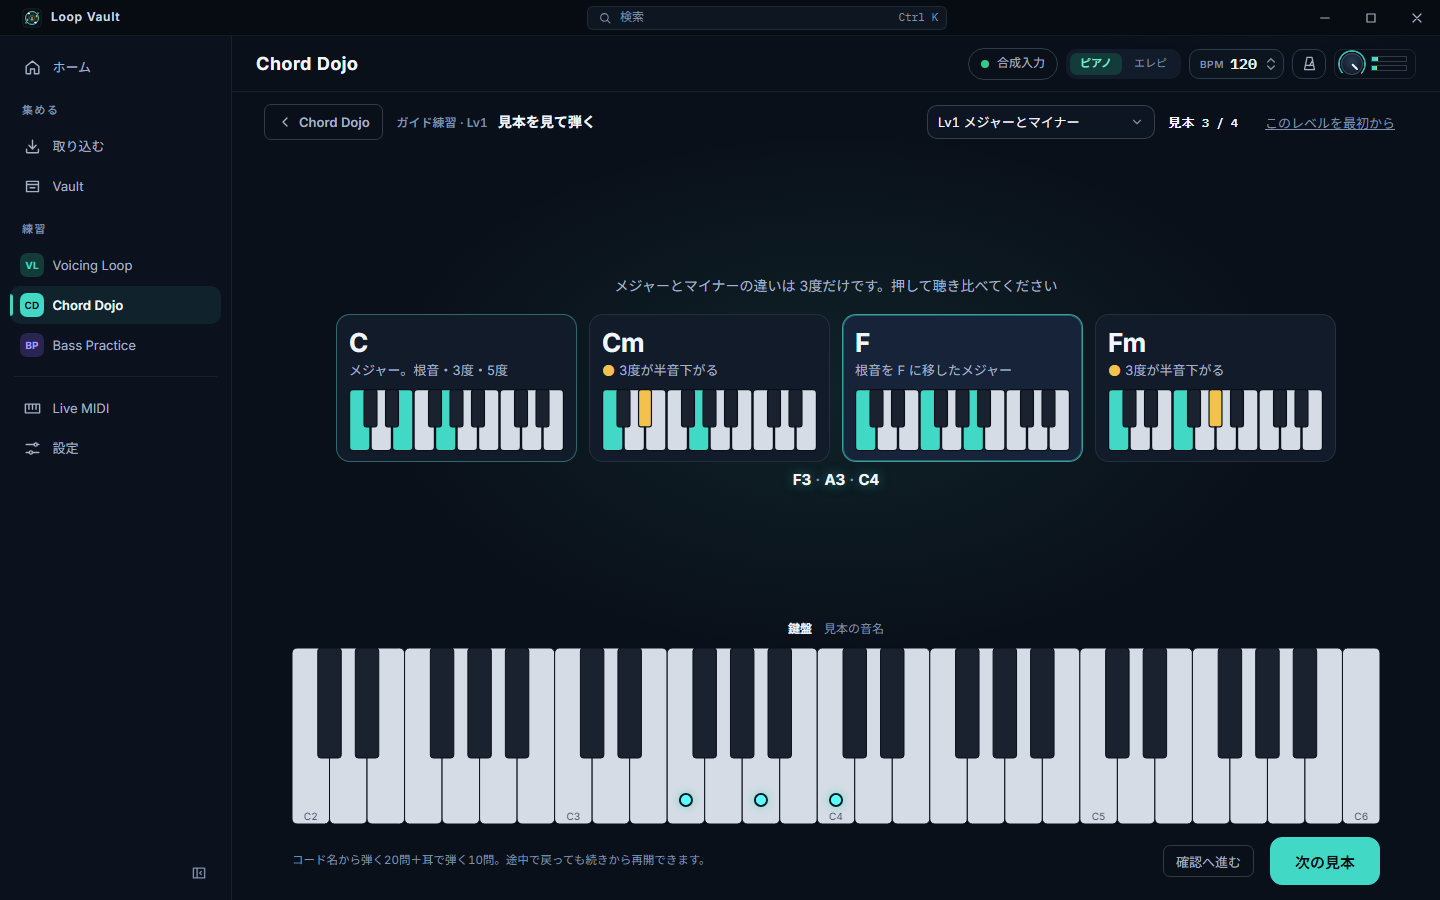 Loop Vault
検索
Ctrl K
ホーム
集める
取り込む
Vault
練習
VL Voicing Loop
CD Chord Dojo
BP Bass Practice
Live MIDI
設定
Chord Dojo
合成入力
ピアノ
エレピ
BPM 120
Chord Dojo
ガイド練習 · Lv1
見本を見て弾く
Lv1 メジャーとマイナー
見本 3 / 4
このレベルを最初から
メジャーとマイナーの違いは 3度だけです。押して聴き比べてください
C
メジャー。根音・3度・5度
Cm
3度が半音下がる
F
根音を F に移したメジャー
Fm
3度が半音下がる
F3 · A3 · C4
鍵盤 見本の音名
C2
C3
C4
C5
C6
コード名から弾く20問＋耳で弾く10問。途中で戻っても続きから再開できます。
確認へ進む
次の見本